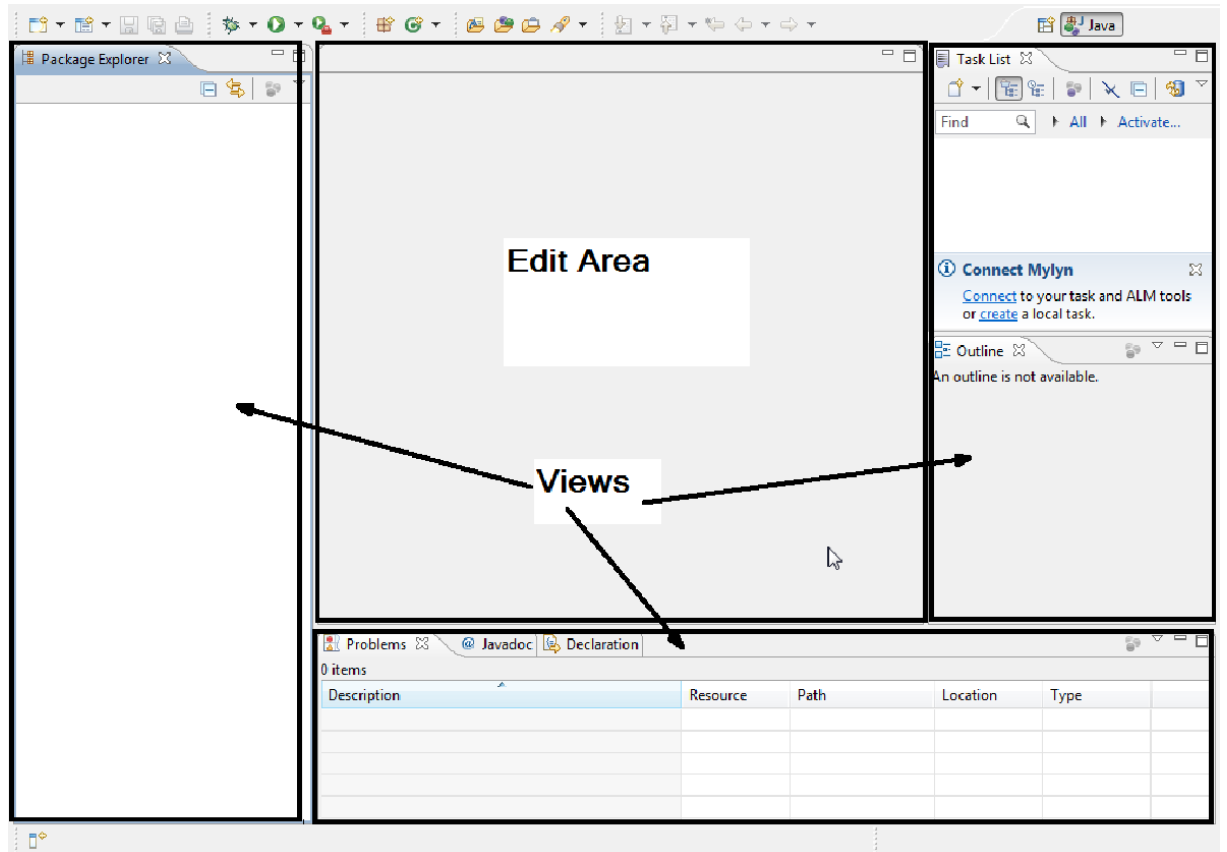 Java
Package Explorer
Task List
Find All Activate...
Edit Area
Connect Mylyn
Connect to your task and ALM tools
or create a local task.
Outline
An outline is not available.
Views
Problems @ Javadoc Declaration
0 items
Description Resource Path Location Type